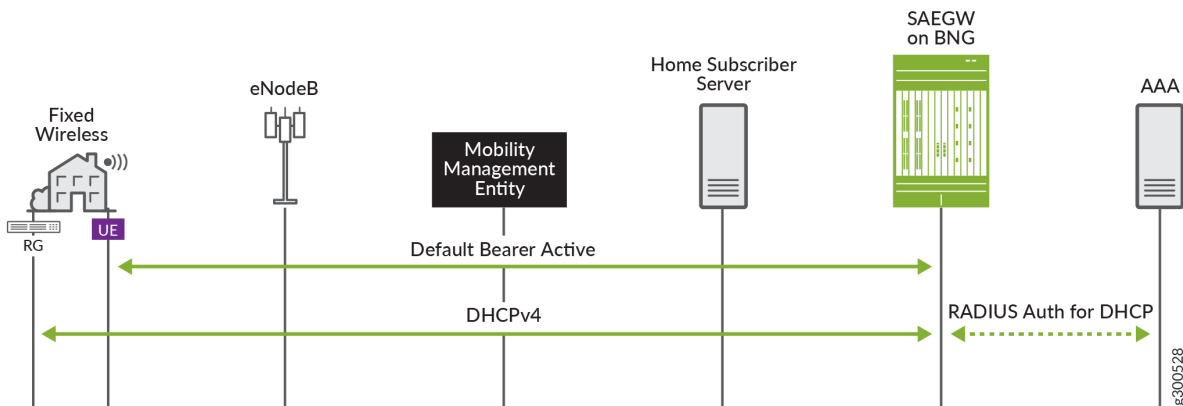 SAEGW
on BNG
Home Subscriber
Server
AAA
eNodeB
Fixed
Wireless
Mobility
Management
Entity
UE
RG
Default Bearer Active
DHCPv4
RADIUS Auth for DHCP
g300528